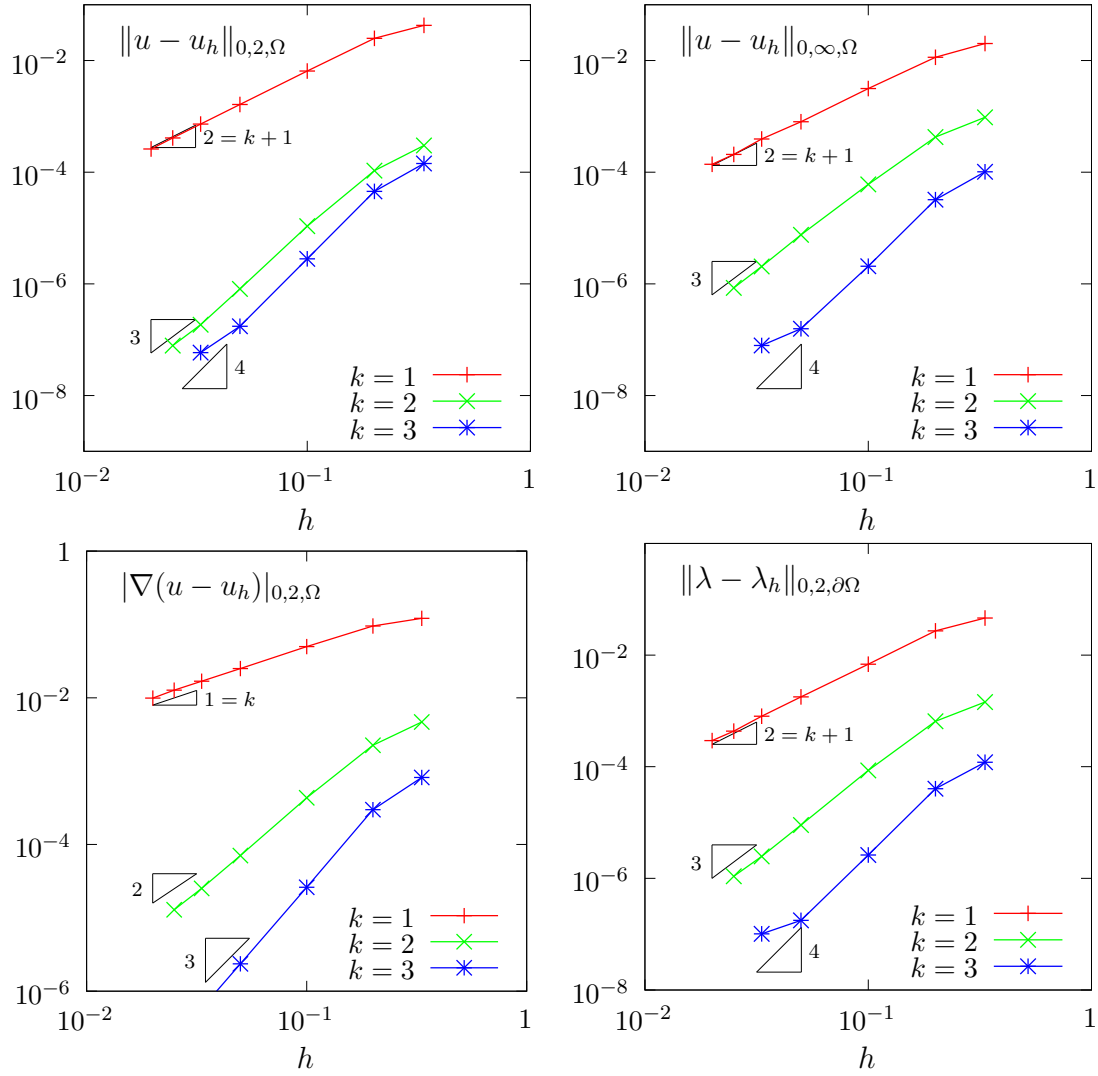 ‖u − u_h‖_{0,2,Ω}
10^{-2}
10^{-4}
10^{-6}
10^{-8}
2 = k + 1
3
4
k = 1
k = 2
k = 3
10^{-2}
10^{-1}
1
h
‖u − u_h‖_{0,∞,Ω}
10^{-2}
10^{-4}
10^{-6}
10^{-8}
2 = k + 1
3
4
k = 1
k = 2
k = 3
10^{-2}
10^{-1}
1
h
|∇(u − u_h)|_{0,2,Ω}
1
10^{-2}
10^{-4}
10^{-6}
1 = k
2
3
k = 1
k = 2
k = 3
10^{-2}
10^{-1}
1
h
‖λ − λ_h‖_{0,2,∂Ω}
10^{-2}
10^{-4}
10^{-6}
10^{-8}
2 = k + 1
3
4
k = 1
k = 2
k = 3
10^{-2}
10^{-1}
1
h